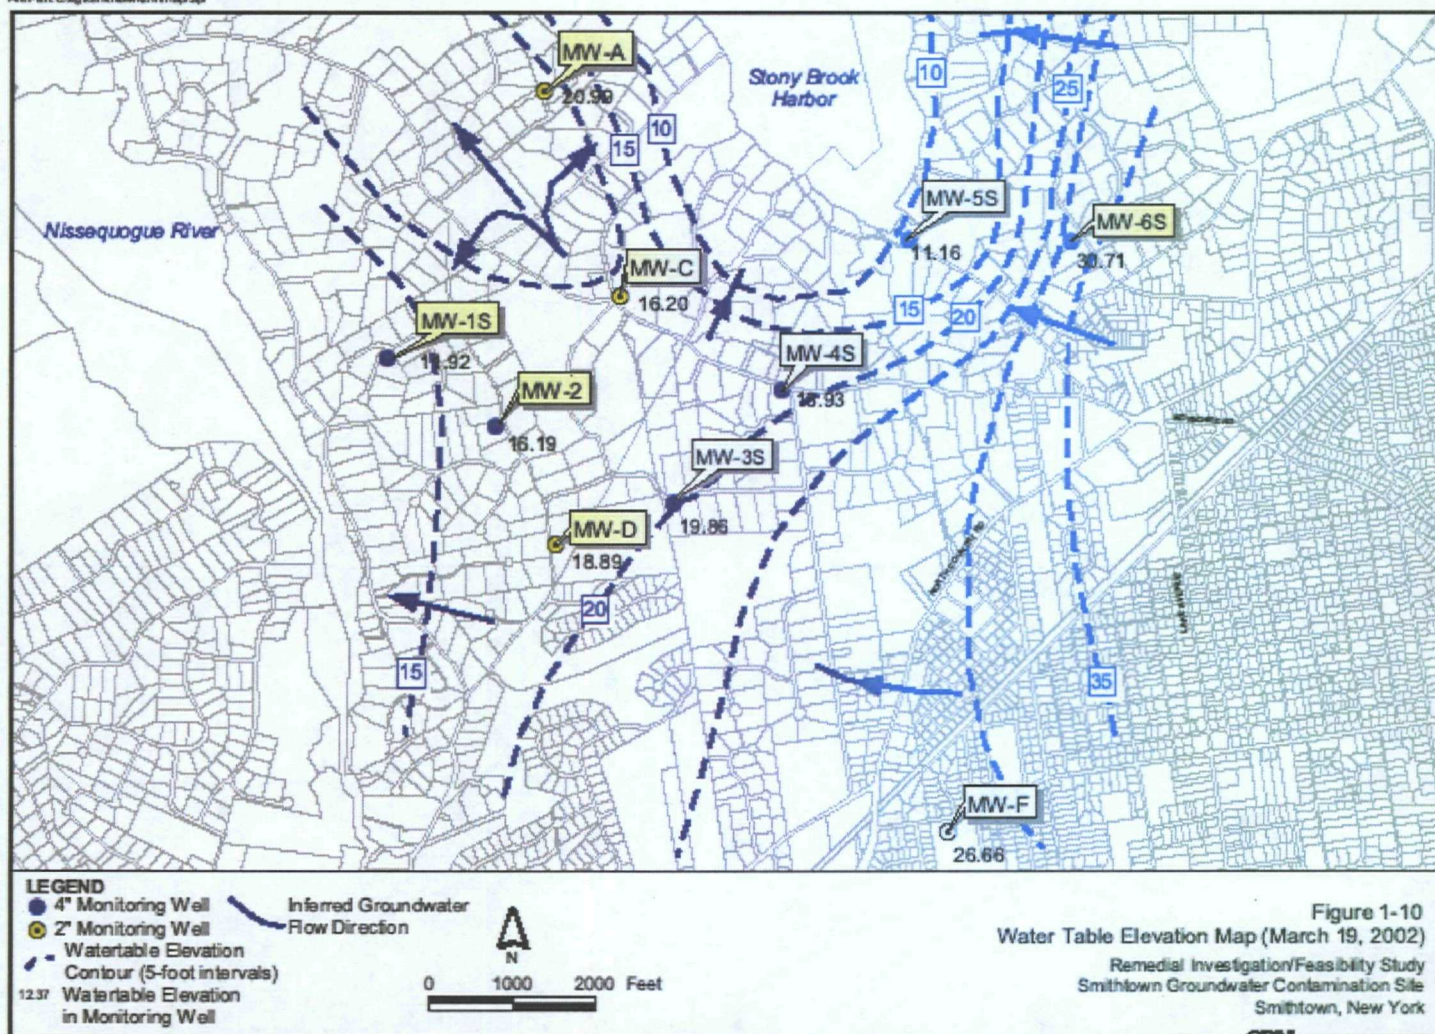 MW-A
20.99
Stony Brook
Harbor
10
25
10
15
Nissequogue River
MW-5S
11.16
MW-6S
30.71
MW-C
16.20
15
20
MW-1S
MW-4S
MW-2
16.19
MW-3S
19.86
MW-D
18.89
20
15
35
MW-F
26.66
LEGEND
4" Monitoring Well
2" Monitoring Well
Watertable Elevation
Contour (5-foot intervals)
12.37 Watertable Elevation
in Monitoring Well
Inferred Groundwater
Flow Direction
N
0 1000 2000 Feet
Figure 1-10
Water Table Elevation Map (March 19, 2002)
Remedial Investigation/Feasibility Study
Smithtown Groundwater Contamination Site
Smithtown, New York